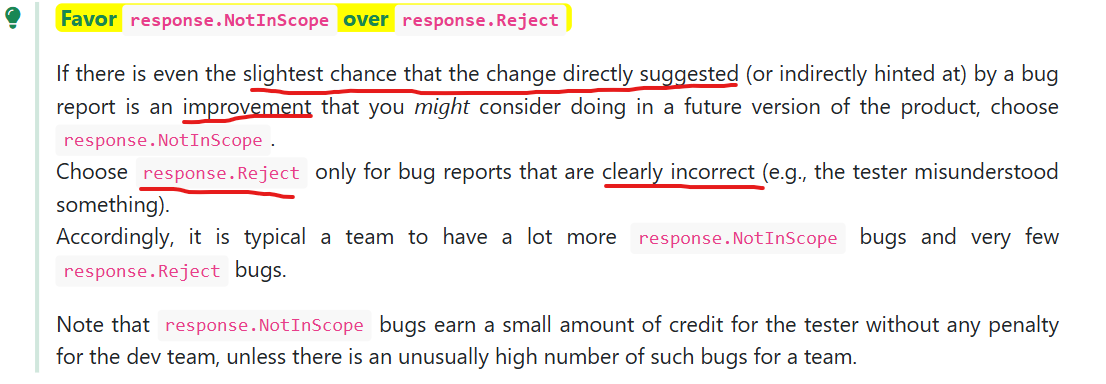 Favor response.NotInScope over response.Reject
If there is even the slightest chance that the change directly suggested (or indirectly hinted at) by a bug
report is an improvement that you might consider doing in a future version of the product, choose
response.NotInScope.
Choose response.Reject only for bug reports that are clearly incorrect (e.g., the tester misunderstood
something).
Accordingly, it is typical a team to have a lot more response.NotInScope bugs and very few
response.Reject bugs.
Note that response.NotInScope bugs earn a small amount of credit for the tester without any penalty
for the dev team, unless there is an unusually high number of such bugs for a team.